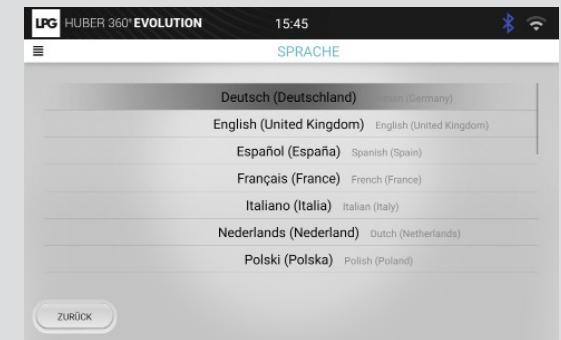 LPG HUBER 360° EVOLUTION 15:45
SPRACHE
Deutsch (Deutschland) (Germany)
English (United Kingdom) English (United Kingdom)
Español (España) Spanish (Spain)
Français (France) French (France)
Italiano (Italia) Italian (Italy)
Nederlands (Nederland) Dutch (Netherlands)
Polski (Polska) Polish (Poland)
ZURÜCK